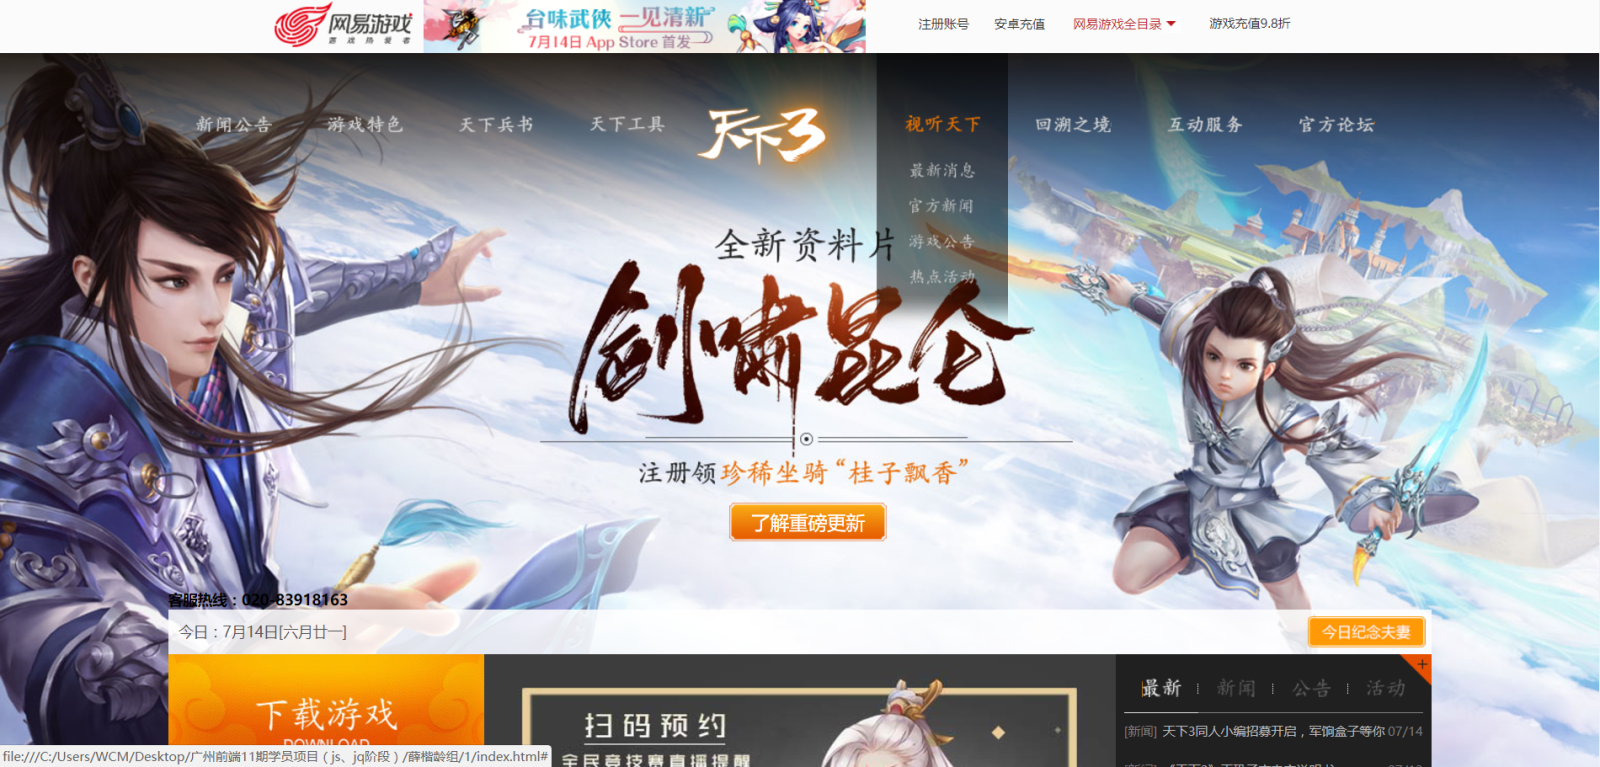 网易游戏
游戏热爱者
台味武侠 一见清新
7月14日 App Store 首发
注册账号 安卓充值 网易游戏全目录 游戏充值9.8折
新闻公告 游戏特色 天下兵书 天下工具 天下3 视听天下 回溯之境 互动服务 官方论坛
最新消息
官方新闻
游戏公告
热点活动
全新资料片
剑啸昆仑
注册领珍稀坐骑“桂子飘香”
了解重磅更新
客服热线：020-83918163
今日：7月14日[六月廿一]
今日纪念夫妻
下载游戏
DOWNLOAD
扫码预约
全民竞技赛直播提醒
最新 新闻 公告 活动
[新闻] 天下3同人小编招募开启，军饷盒子等你 07/14
file:///C:/Users/WCM/Desktop/广州前端11期学员项目（js、jq阶段）/薛楷龄组/1/index.html#